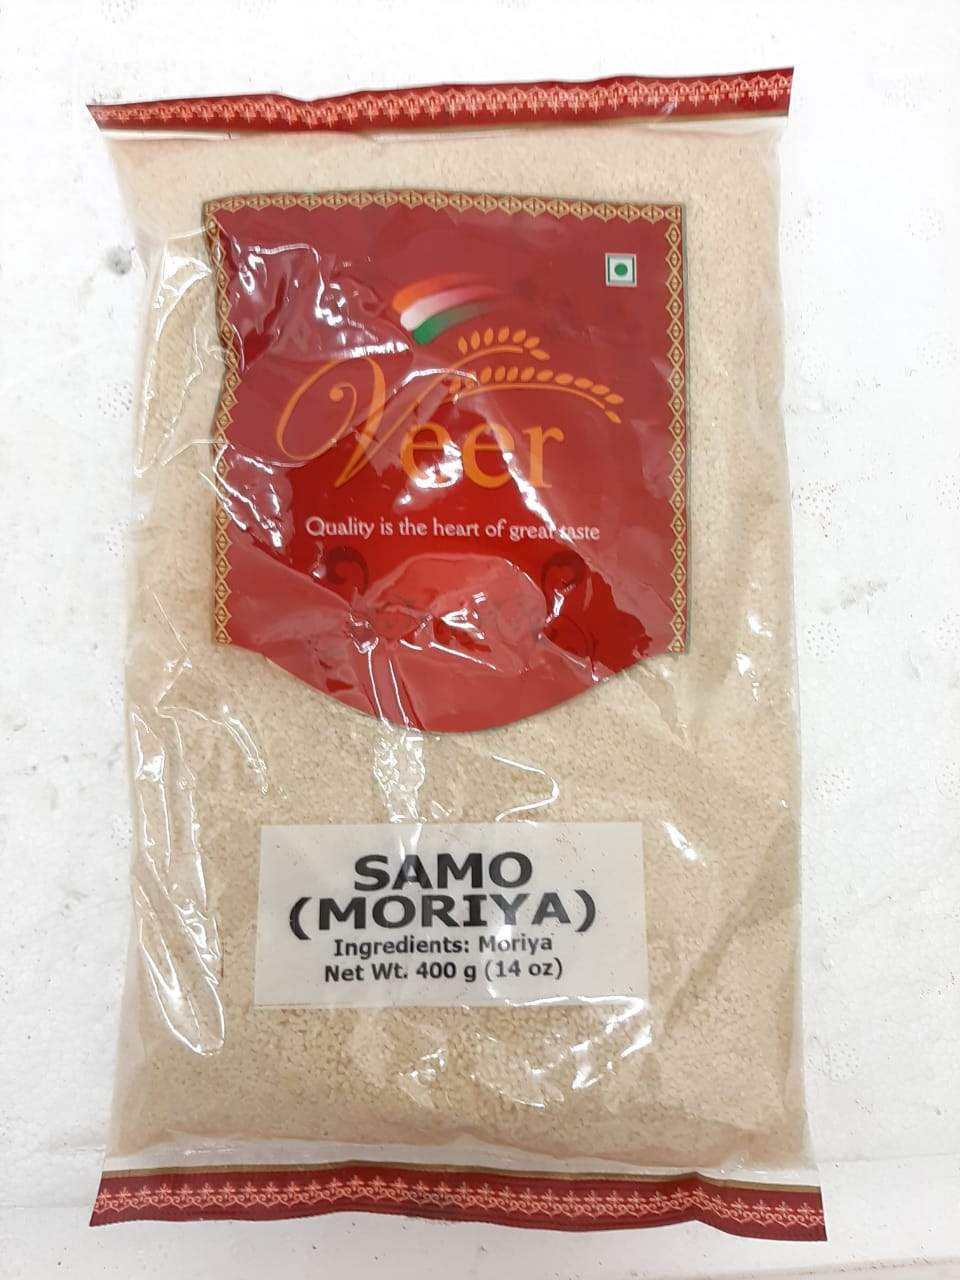 Veer
Quality is the heart of great taste
SAMO
(MORIYA)
Ingredients: Moriya
Net Wt. 400 g (14 oz)